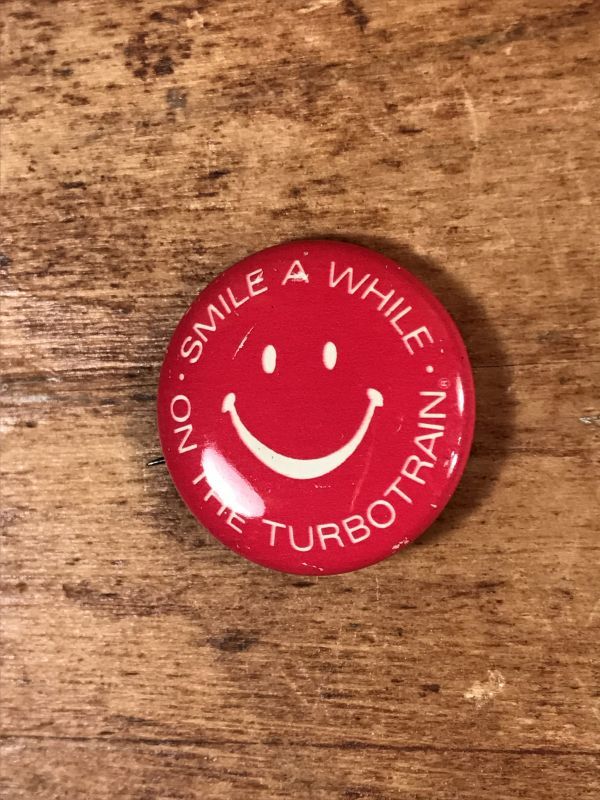 · SMILE A WHILE ·
ON THE TURBOTRAIN®